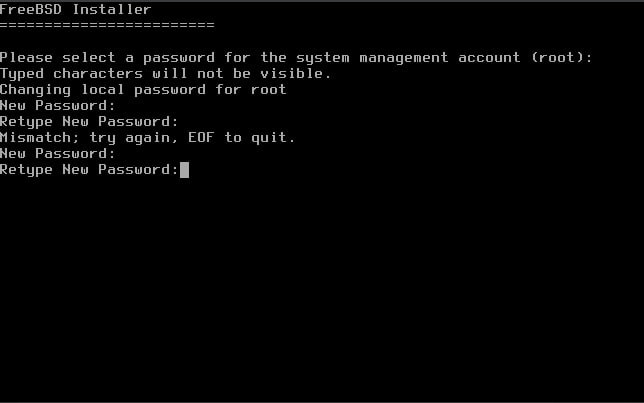 FreeBSD Installer
========================
Please select a password for the system management account (root):
Typed characters will not be visible.
Changing local password for root
New Password:
Retype New Password:
Mismatch; try again, EOF to quit.
New Password:
Retype New Password: